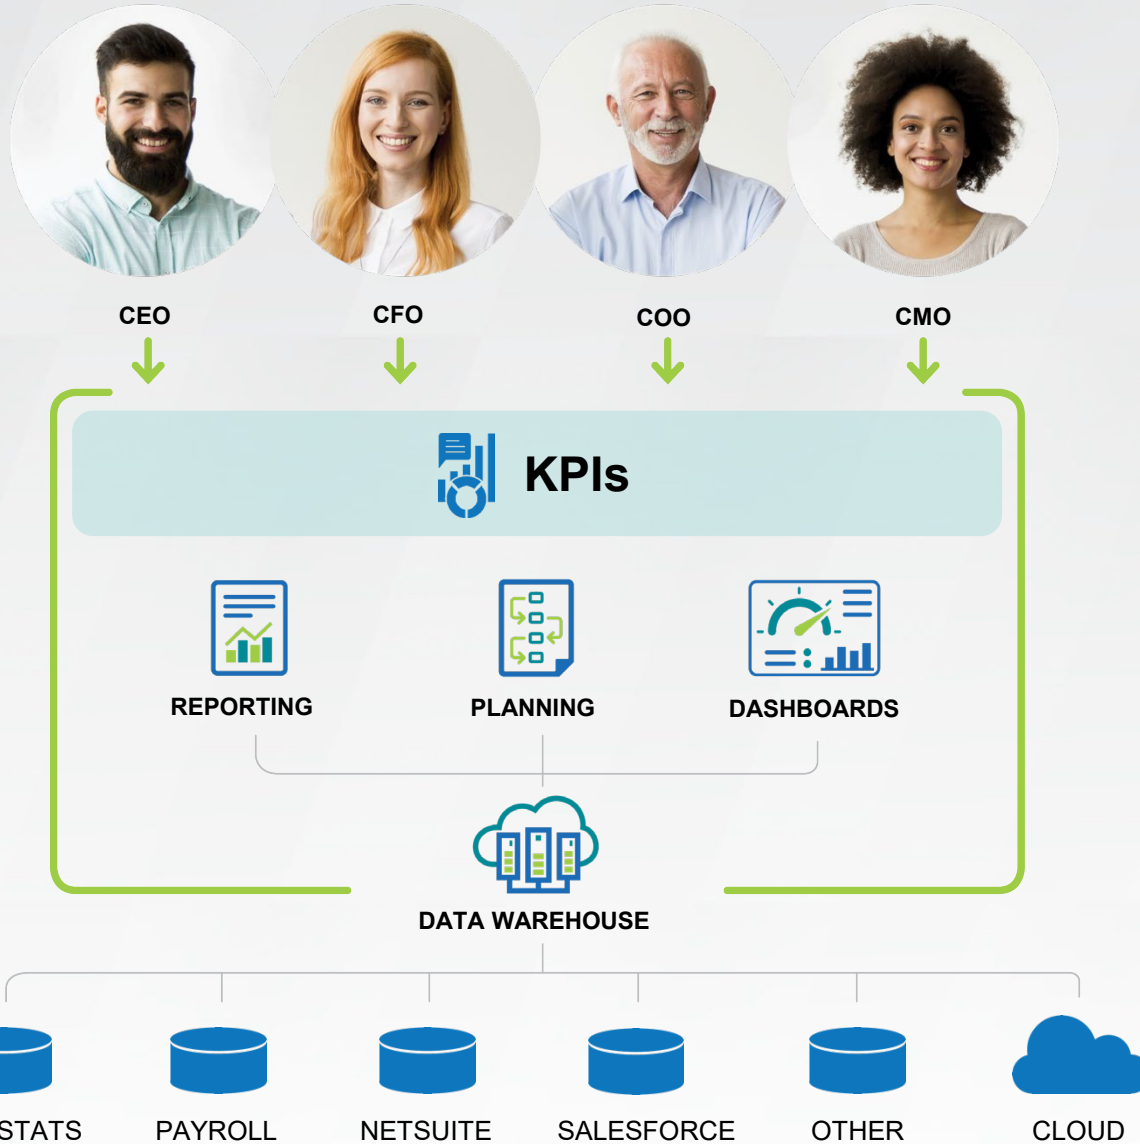 CEO
CFO
COO
CMO
KPIs
REPORTING
PLANNING
DASHBOARDS
DATA WAREHOUSE
STATS
PAYROLL
NETSUITE
SALESFORCE
OTHER
CLOUD